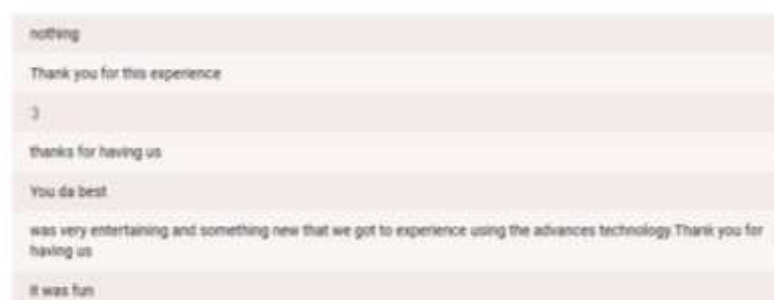 nothing
Thank you for this experience
:)
thanks for having us
You da best
was very entertaining and something new that we got to experience using the advances technology.Thank you for
having us
It was fun